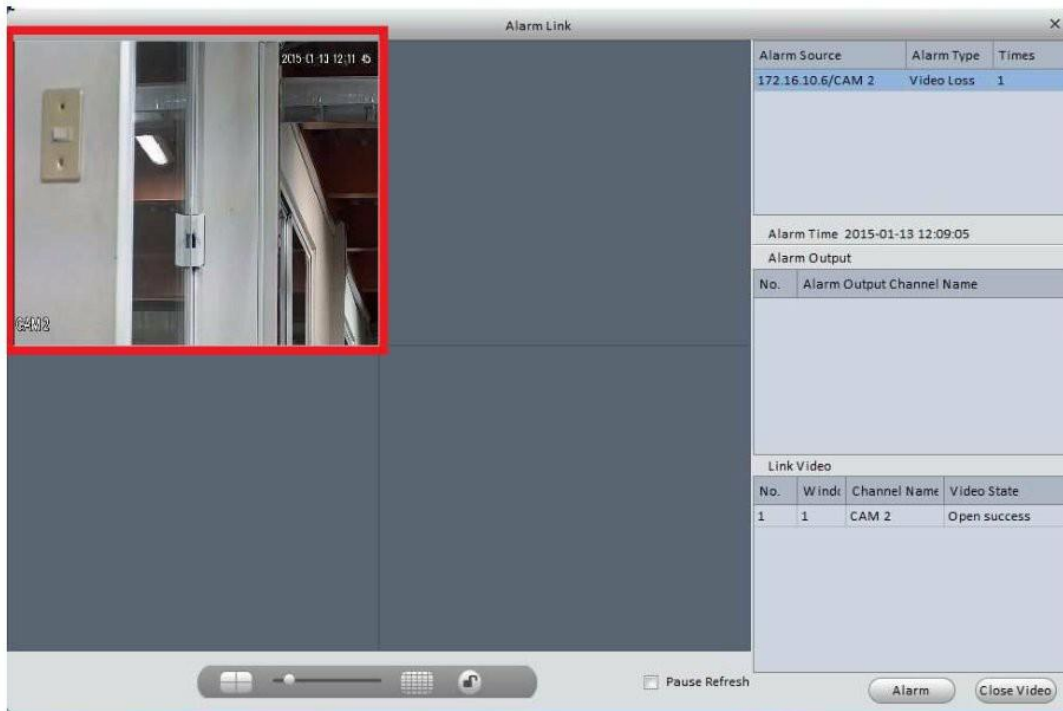 Alarm Link
2015-01-13 12:11:45
CAM2
Alarm Source Alarm Type Times
172.16.10.6/CAM 2 Video Loss 1
Alarm Time 2015-01-13 12:09:05
Alarm Output
No. Alarm Output Channel Name
Link Video
No. Windo Channel Name Video State
1 1 CAM 2 Open success
Pause Refresh
Alarm Close Video